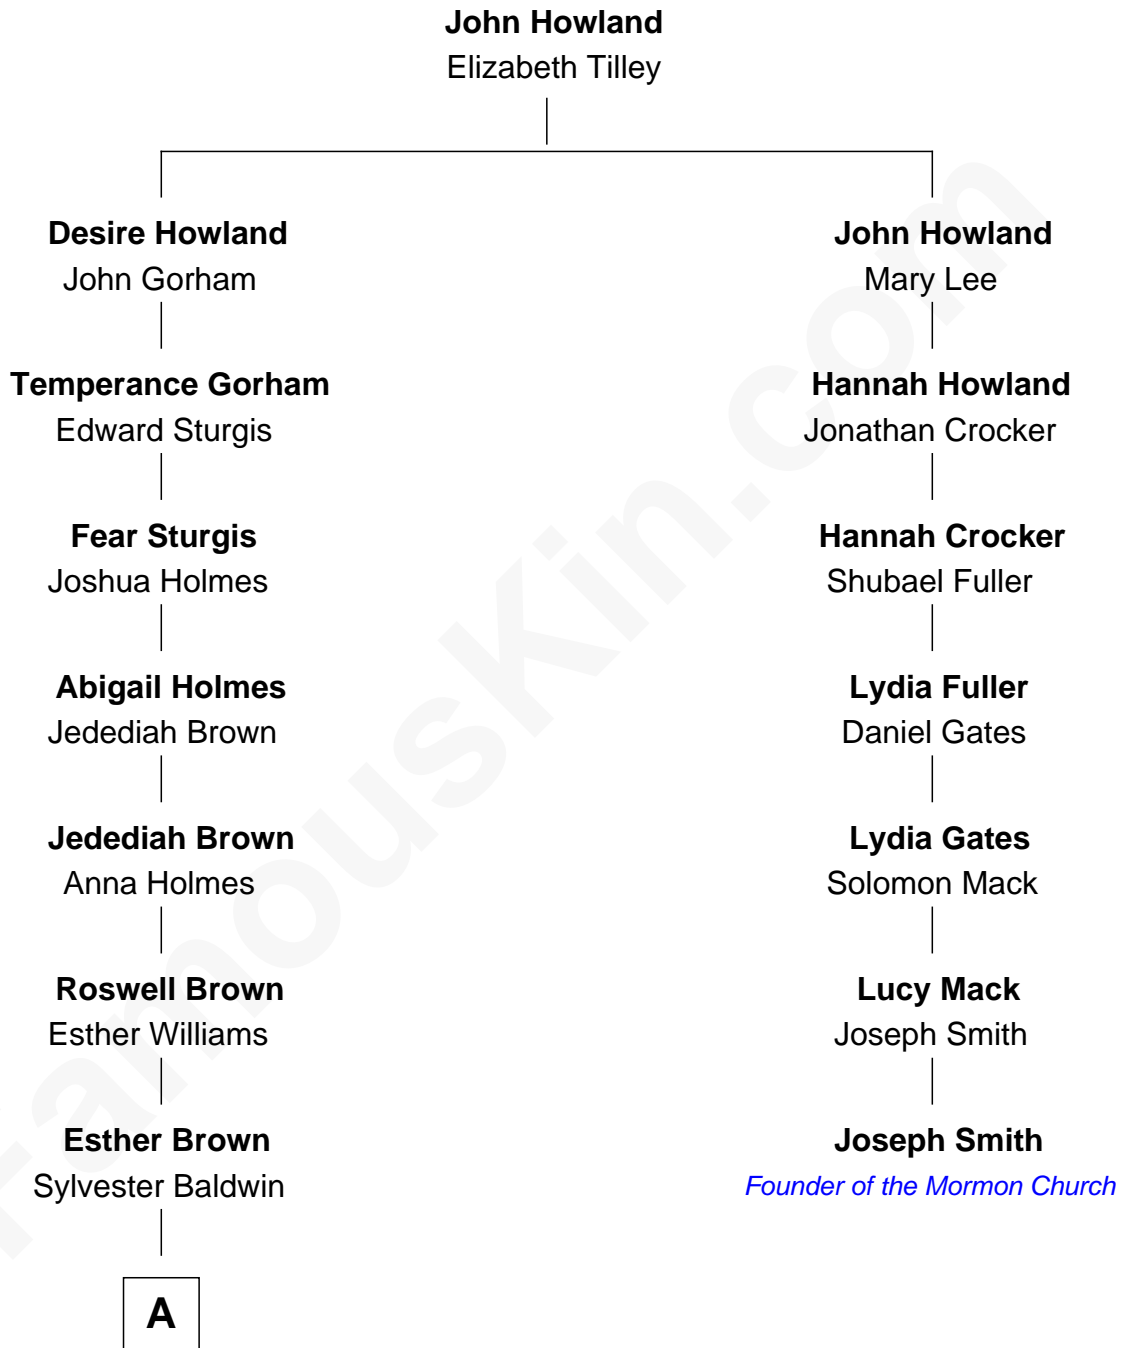 John Howland
Elizabeth Tilley
Desire Howland
John Gorham
John Howland
Mary Lee
Temperance Gorham
Edward Sturgis
Hannah Howland
Jonathan Crocker
Fear Sturgis
Joshua Holmes
Hannah Crocker
Shubael Fuller
Abigail Holmes
Jedediah Brown
Lydia Fuller
Daniel Gates
Jedediah Brown
Anna Holmes
Lydia Gates
Solomon Mack
Roswell Brown
Esther Williams
Lucy Mack
Joseph Smith
Esther Brown
Sylvester Baldwin
Joseph Smith
Founder of the Mormon Church
A
FamousKin.com